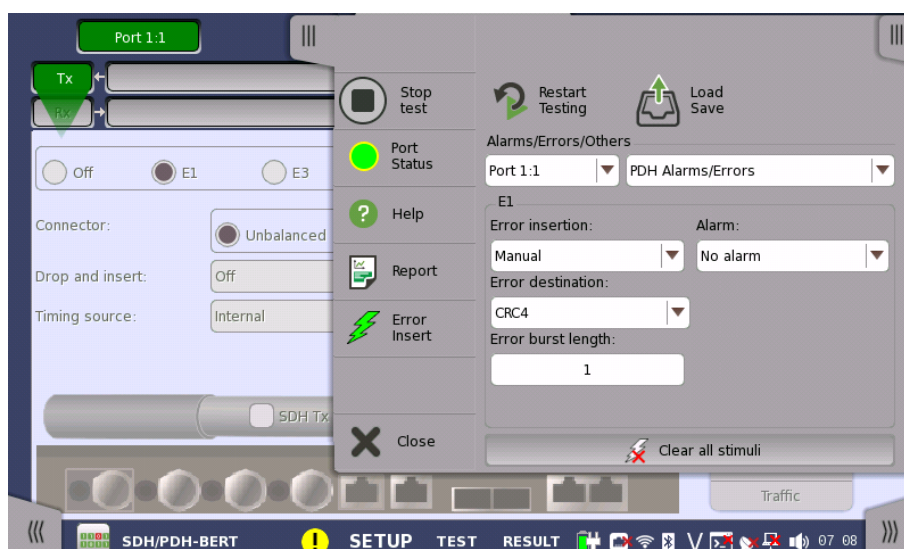 Port 1:1
Tx
Rx
Off
E1
E3
Connector:
Unbalanced
Drop and insert:
Off
Timing source:
Internal
SDH Tx
Stop
test
Port
Status
Help
Report
Error
Insert
Close
Restart
Testing
Load
Save
Alarms/Errors/Others
Port 1:1
PDH Alarms/Errors
E1
Error insertion:
Alarm:
Manual
No alarm
Error destination:
CRC4
Error burst length:
1
Clear all stimuli
Traffic
SDH/PDH-BERT
SETUP
TEST
RESULT
07 08